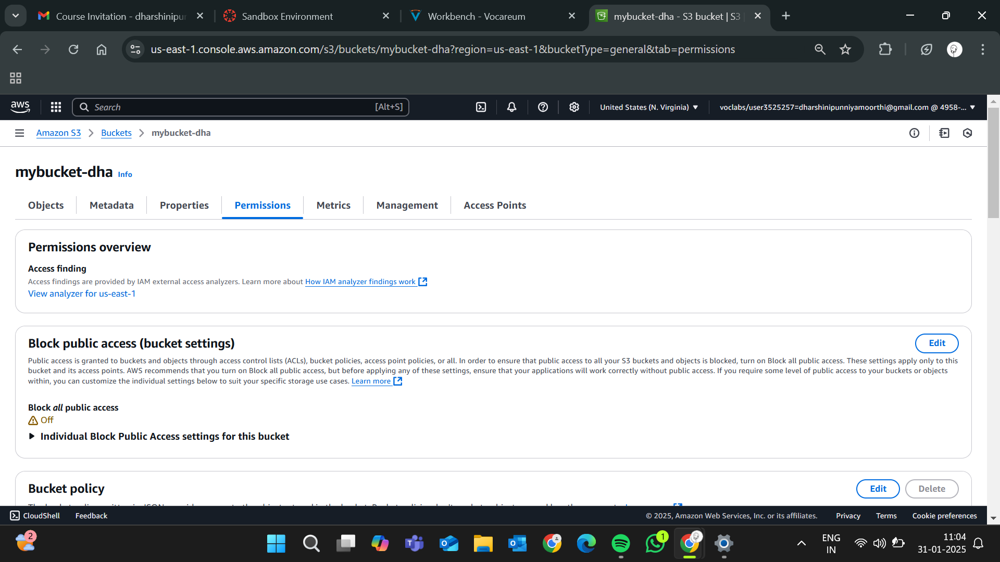 Course Invitation - dharshinipun
Sandbox Environment
Workbench - Vocareum
mybucket-dha - S3 bucket | S3
us-east-1.console.aws.amazon.com/s3/buckets/mybucket-dha?region=us-east-1&bucketType=general&tab=permissions
aws
Search
[Alt+S]
United States (N. Virginia)
voclabs/user3525257=dharshinipunniyamoorthi@gmail.com @ 4958-...
Amazon S3
Buckets
mybucket-dha
mybucket-dha Info
Objects
Metadata
Properties
Permissions
Metrics
Management
Access Points
Permissions overview
Access finding
Access findings are provided by IAM external access analyzers. Learn more about How IAM analyzer findings work
View analyzer for us-east-1
Block public access (bucket settings)
Edit
Public access is granted to buckets and objects through access control lists (ACLs), bucket policies, access point policies, or all. In order to ensure that public access to all your S3 buckets and objects is blocked, turn on Block all public access. These settings apply only to this
bucket and its access points. AWS recommends that you turn on Block all public access, but before applying any of these settings, ensure that your applications will work correctly without public access. If you require some level of public access to your buckets or objects
within, you can customize the individual settings below to suit your specific storage use cases. Learn more
Block all public access
Off
Individual Block Public Access settings for this bucket
Bucket policy
Edit
Delete
CloudShell
Feedback
© 2025, Amazon Web Services, Inc. or its affiliates.
Privacy
Terms
Cookie preferences
2
1
ENG
IN
11:04
31-01-2025